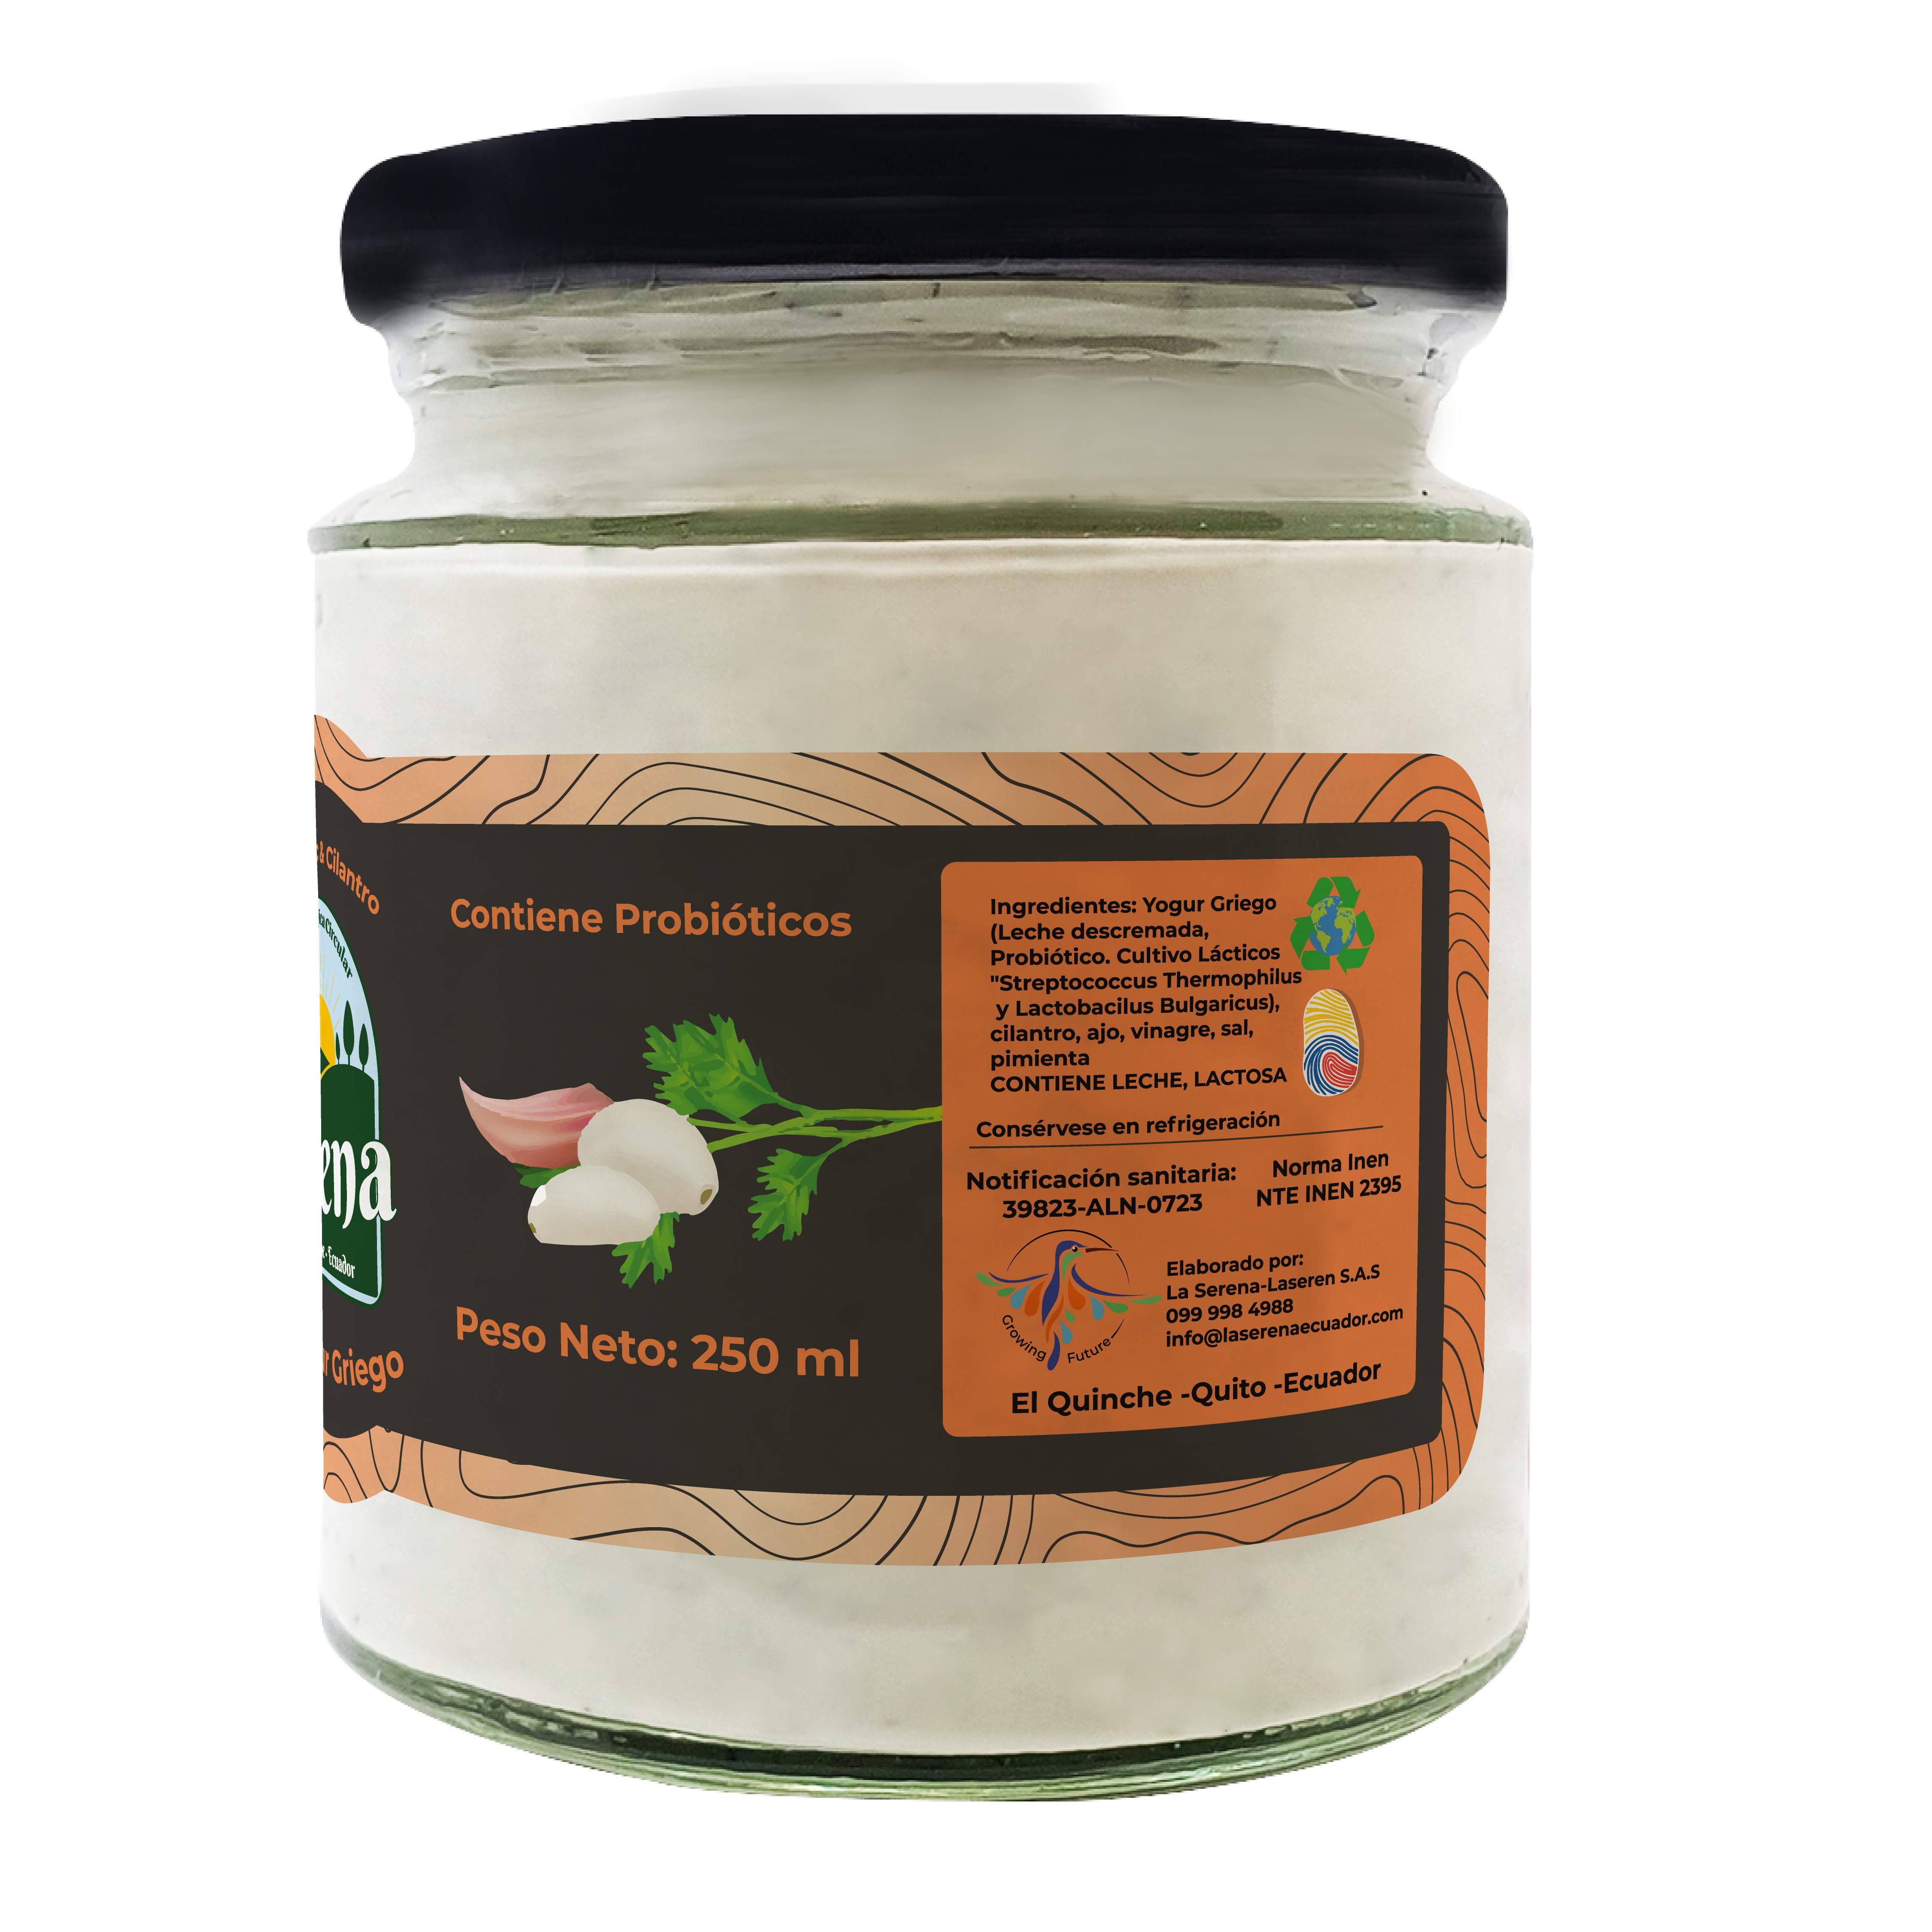 & Cilantro
Circular
ena
- Ecuador
Griego
Contiene Probióticos
Peso Neto: 250 ml
Ingredientes: Yogur Griego
(Leche descremada,
Probiótico. Cultivo Lácticos
"Streptococcus Thermophilus
y Lactobacilus Bulgaricus),
cilantro, ajo, vinagre, sal,
pimienta
CONTIENE LECHE, LACTOSA
Consérvese en refrigeración
Notificación sanitaria:
39823-ALN-0723
Norma Inen
NTE INEN 2395
Growing Future
Elaborado por:
La Serena-Laseren S.A.S
099 998 4988
info@laserenaecuador.com
El Quinche -Quito -Ecuador